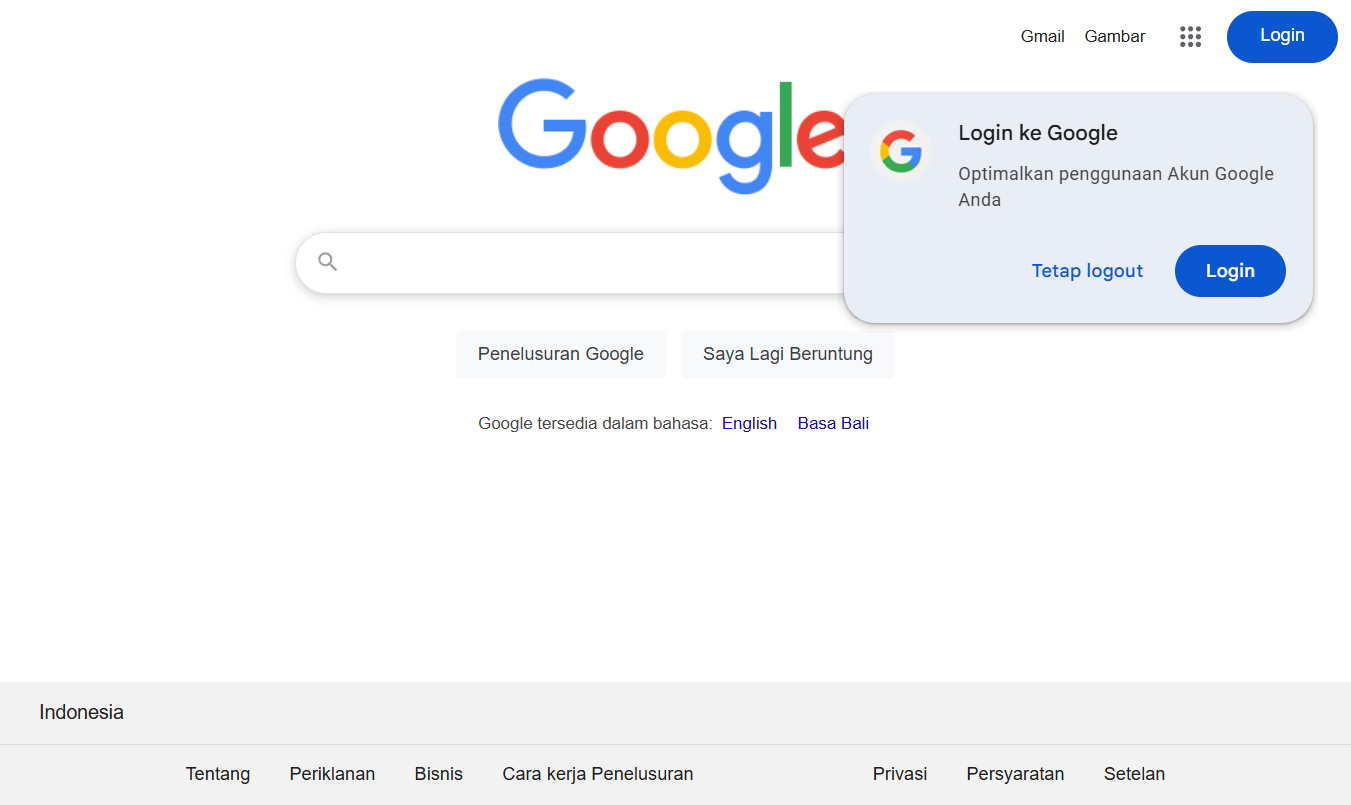 Gmail
Gambar
Login
Google
Login ke Google
Optimalkan penggunaan Akun Google
Anda
Tetap logout
Login
Penelusuran Google
Saya Lagi Beruntung
Google tersedia dalam bahasa: English Basa Bali
Indonesia
Tentang
Periklanan
Bisnis
Cara kerja Penelusuran
Privasi
Persyaratan
Setelan